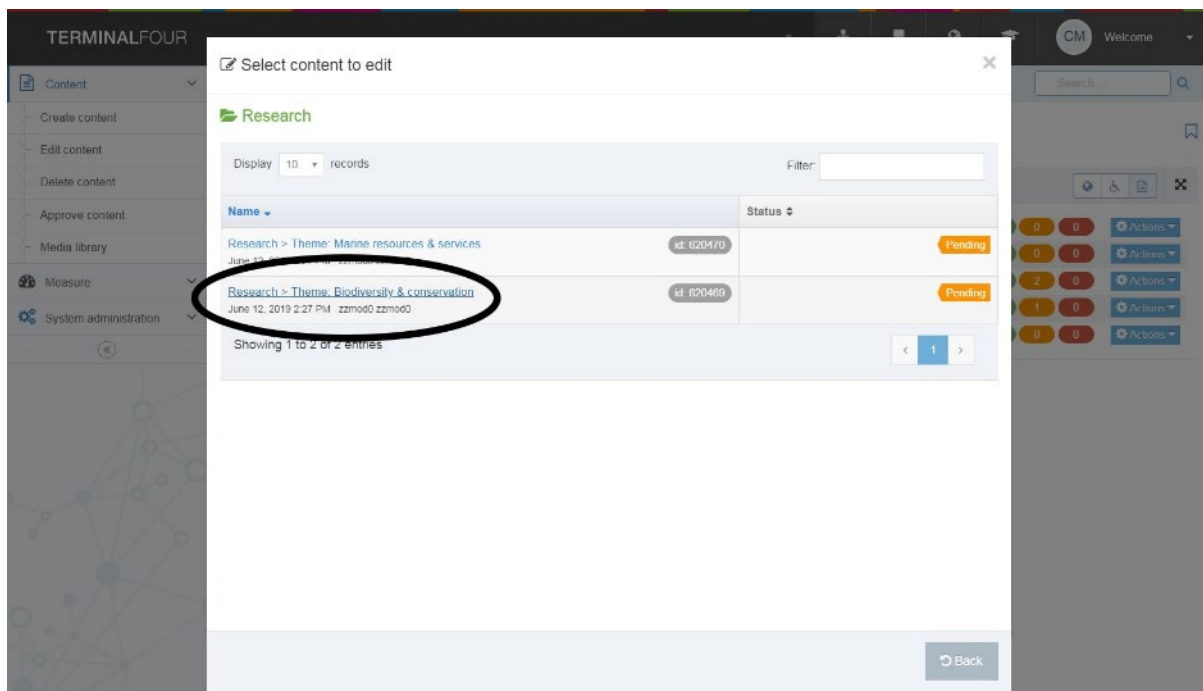 TERMINALFOUR
CM Welcome
Select content to edit
Content
Search ...
Create content
Research
Edit content
Display 10 records
Filter:
Delete content
Approve content
Name
Status
0 0 Actions
Media library
Research > Theme: Marine resources & services
id: 620470
Pending
0 0 Actions
June 12,
Measure
Research > Theme: Biodiversity & conservation
id: 620469
Pending
2 0 Actions
June 12, 2019 2:27 PM zzmod0 zzmod0
1 0 Actions
System administration
Showing 1 to 2 of 2 entries
< 1 >
0 0 Actions
Back